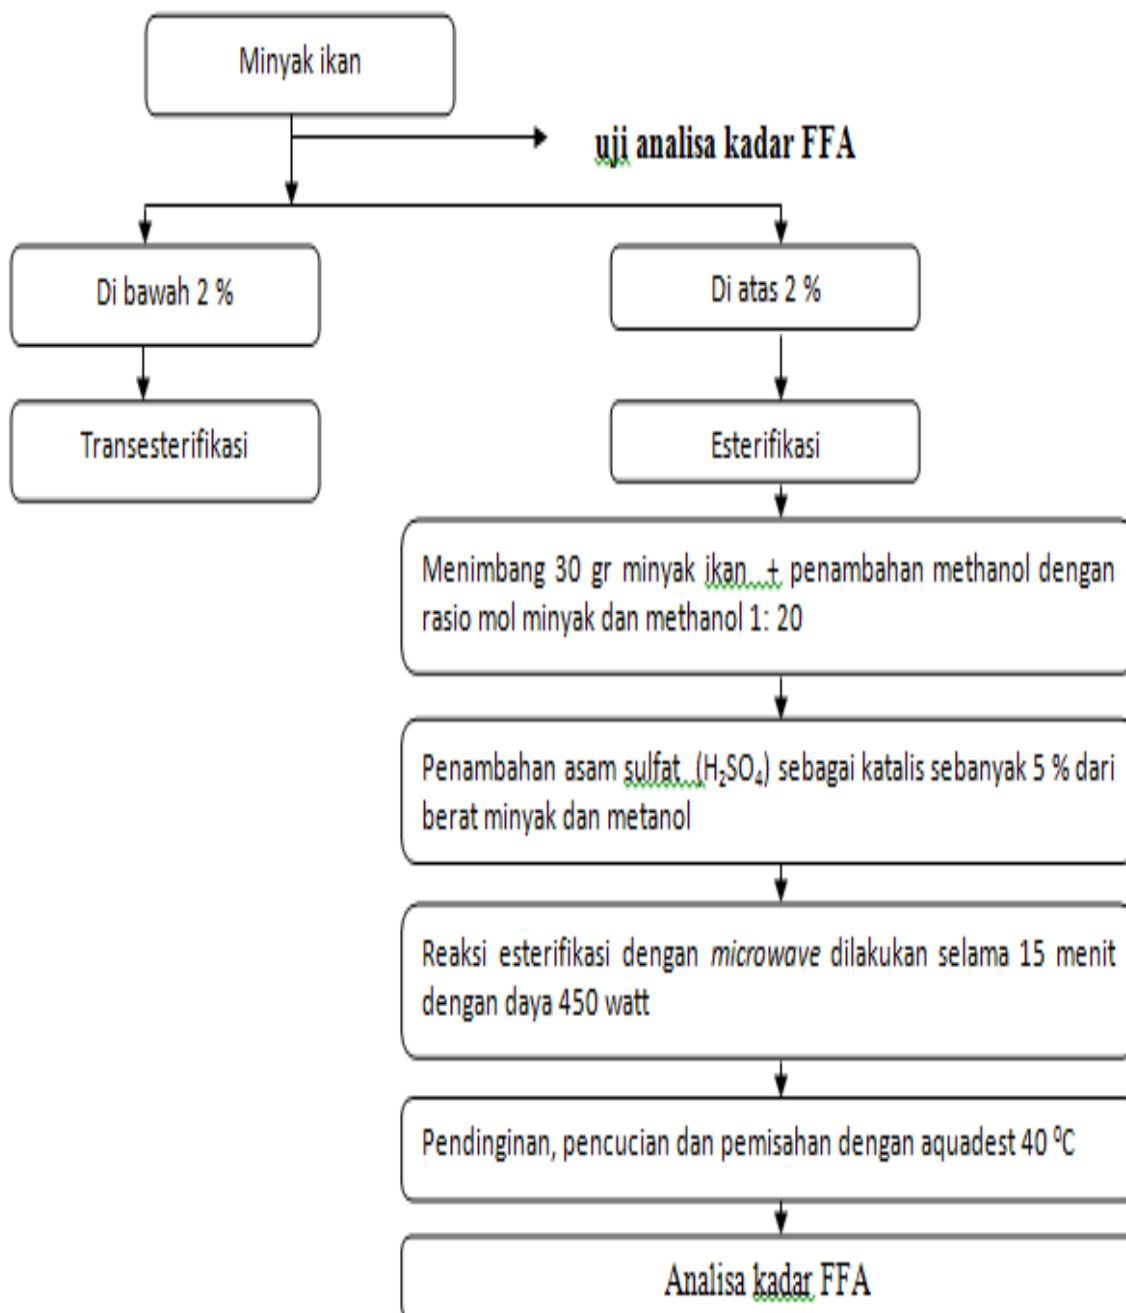 Minyak ikan
uji analisa kadar FFA
Di bawah 2 %
Di atas 2 %
Transesterifikasi
Esterifikasi
Menimbang 30 gr minyak ikan + penambahan methanol dengan
rasio mol minyak dan methanol 1: 20
Penambahan asam sulfat (H₂SO₄) sebagai katalis sebanyak 5 % dari
berat minyak dan metanol
Reaksi esterifikasi dengan microwave dilakukan selama 15 menit
dengan daya 450 watt
Pendinginan, pencucian dan pemisahan dengan aquadest 40 ⁰C
Analisa kadar FFA